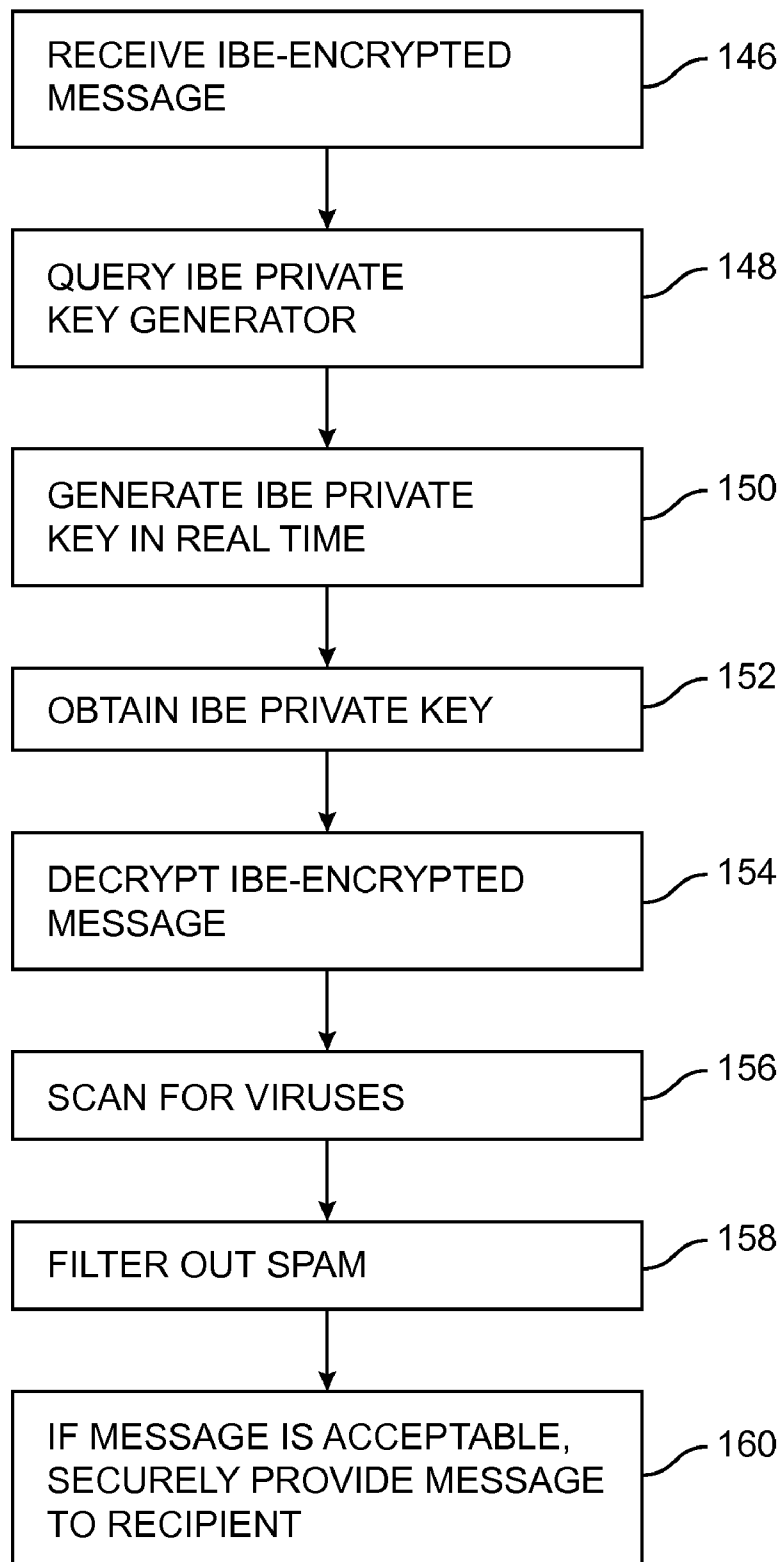 RECEIVE IBE-ENCRYPTED
MESSAGE
146
QUERY IBE PRIVATE
KEY GENERATOR
148
GENERATE IBE PRIVATE
KEY IN REAL TIME
150
OBTAIN IBE PRIVATE KEY
152
DECRYPT IBE-ENCRYPTED
MESSAGE
154
SCAN FOR VIRUSES
156
FILTER OUT SPAM
158
IF MESSAGE IS ACCEPTABLE,
SECURELY PROVIDE MESSAGE
TO RECIPIENT
160